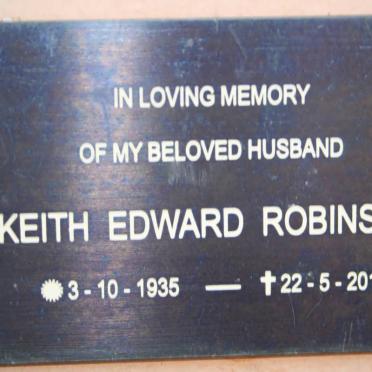 IN LOVING MEMORY
OF MY BELOVED HUSBAND
KEITH EDWARD ROBINS
3 - 10 - 1935 — 22 - 5 - 201